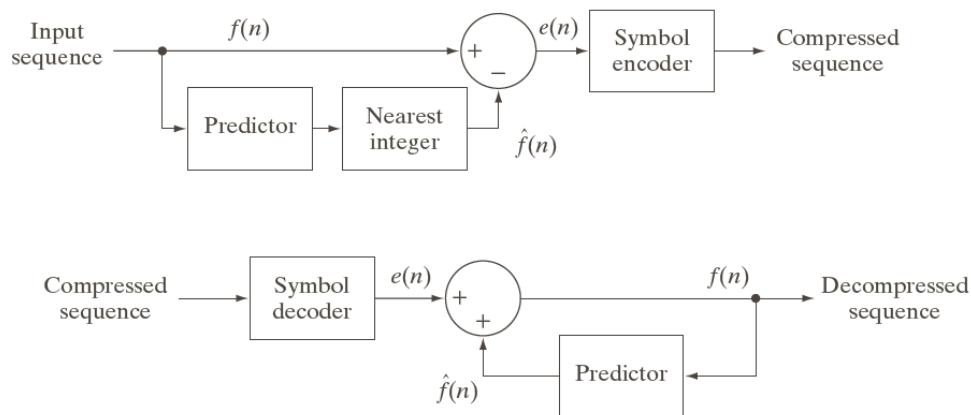 Input
sequence
f(n)
+
−
e(n)
Symbol
encoder
Compressed
sequence
Predictor
Nearest
integer
f̂(n)
Compressed
sequence
Symbol
decoder
e(n)
+
+
f(n)
Decompressed
sequence
f̂(n)
Predictor